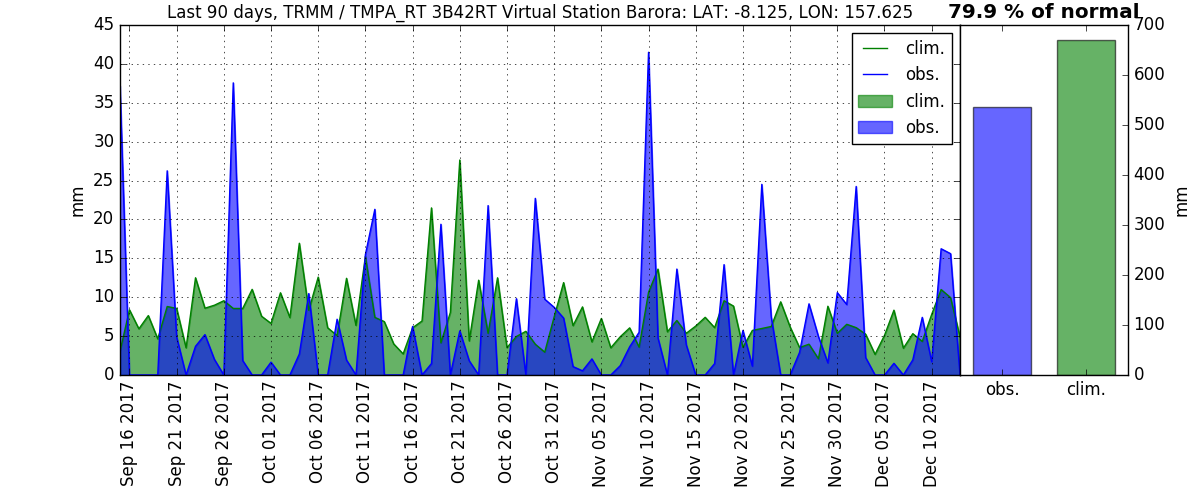 Last 90 days, TRMM / TMPA_RT 3B42RT Virtual Station Barora: LAT: -8.125, LON: 157.625
79.9 % of normal
45
40
35
30
25
20
15
10
5
0
mm
clim.
obs.
clim.
obs.
700
600
500
400
300
200
100
0
mm
obs.
clim.
Sep 16 2017
Sep 21 2017
Sep 26 2017
Oct 01 2017
Oct 06 2017
Oct 11 2017
Oct 16 2017
Oct 21 2017
Oct 26 2017
Oct 31 2017
Nov 05 2017
Nov 10 2017
Nov 15 2017
Nov 20 2017
Nov 25 2017
Nov 30 2017
Dec 05 2017
Dec 10 2017